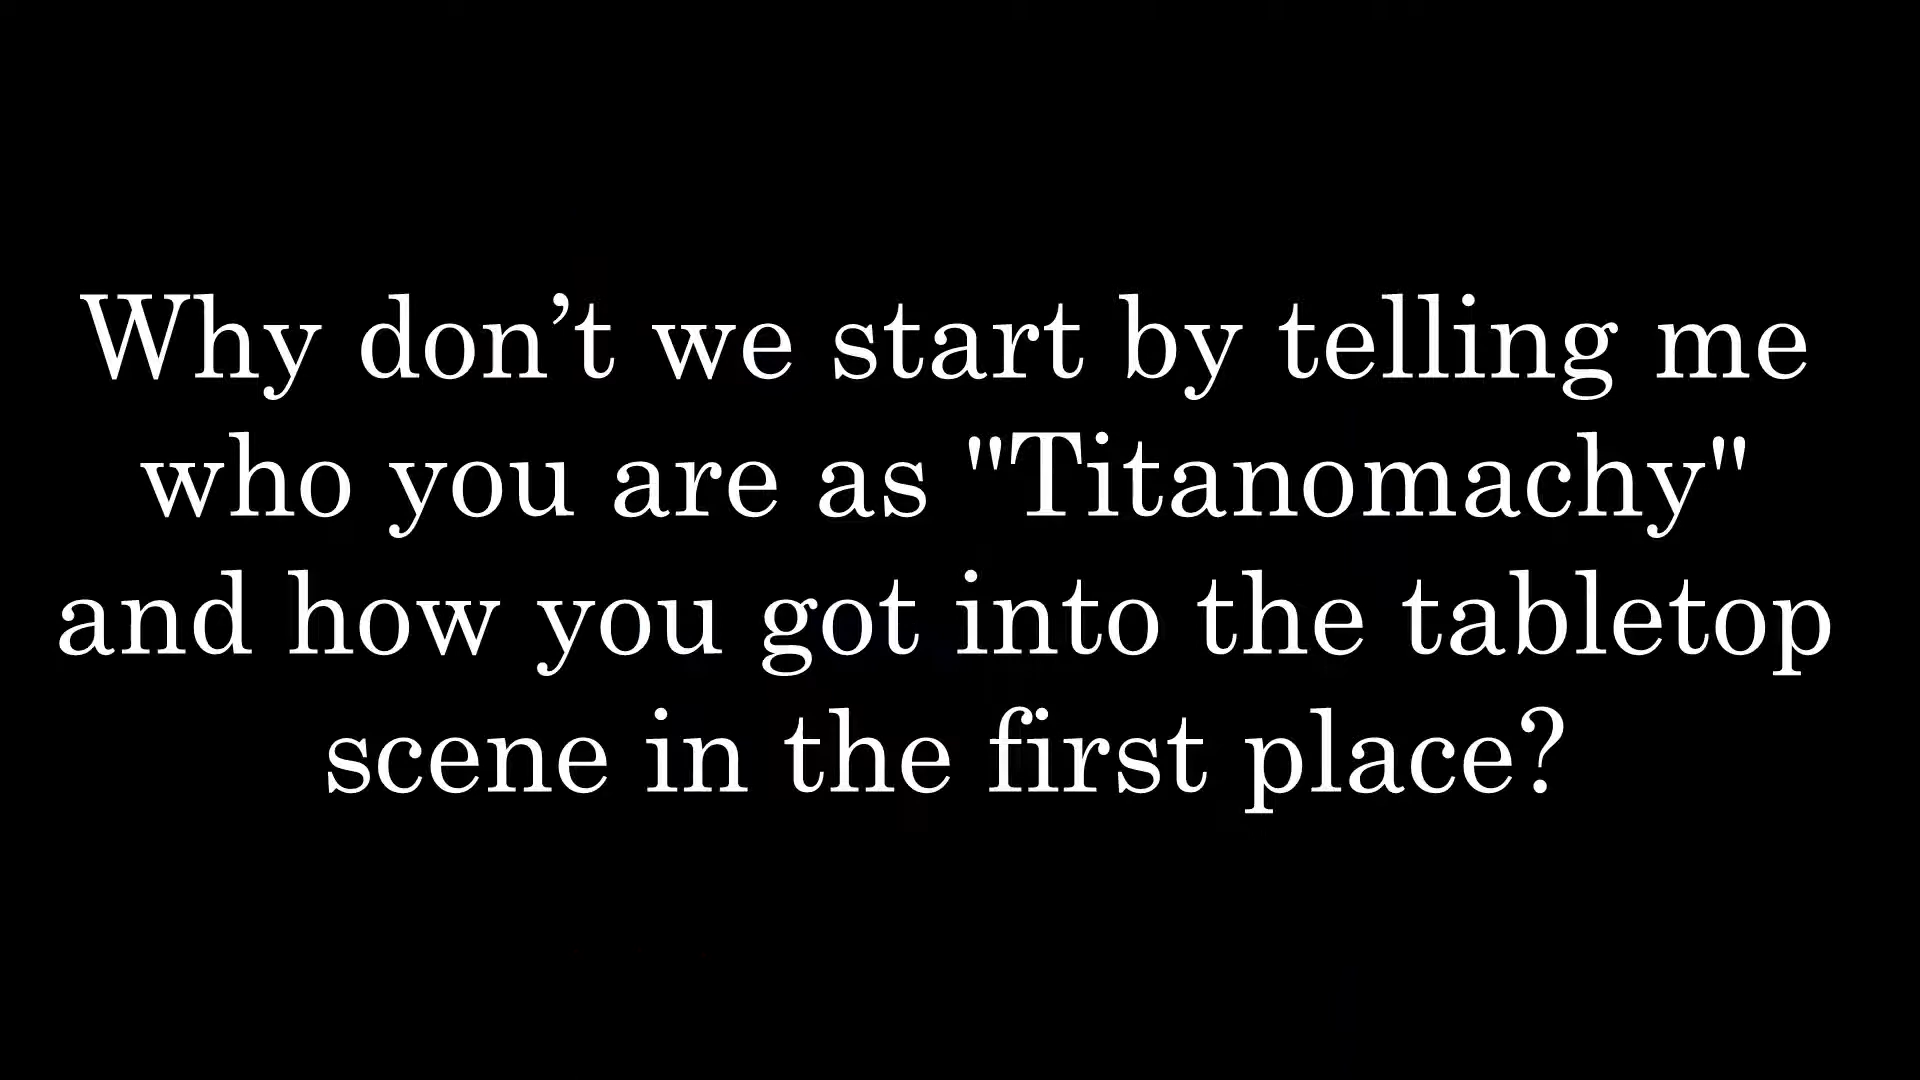 Why don’t we start by telling me
who you are as "Titanomachy"
and how you got into the tabletop
scene in the first place?